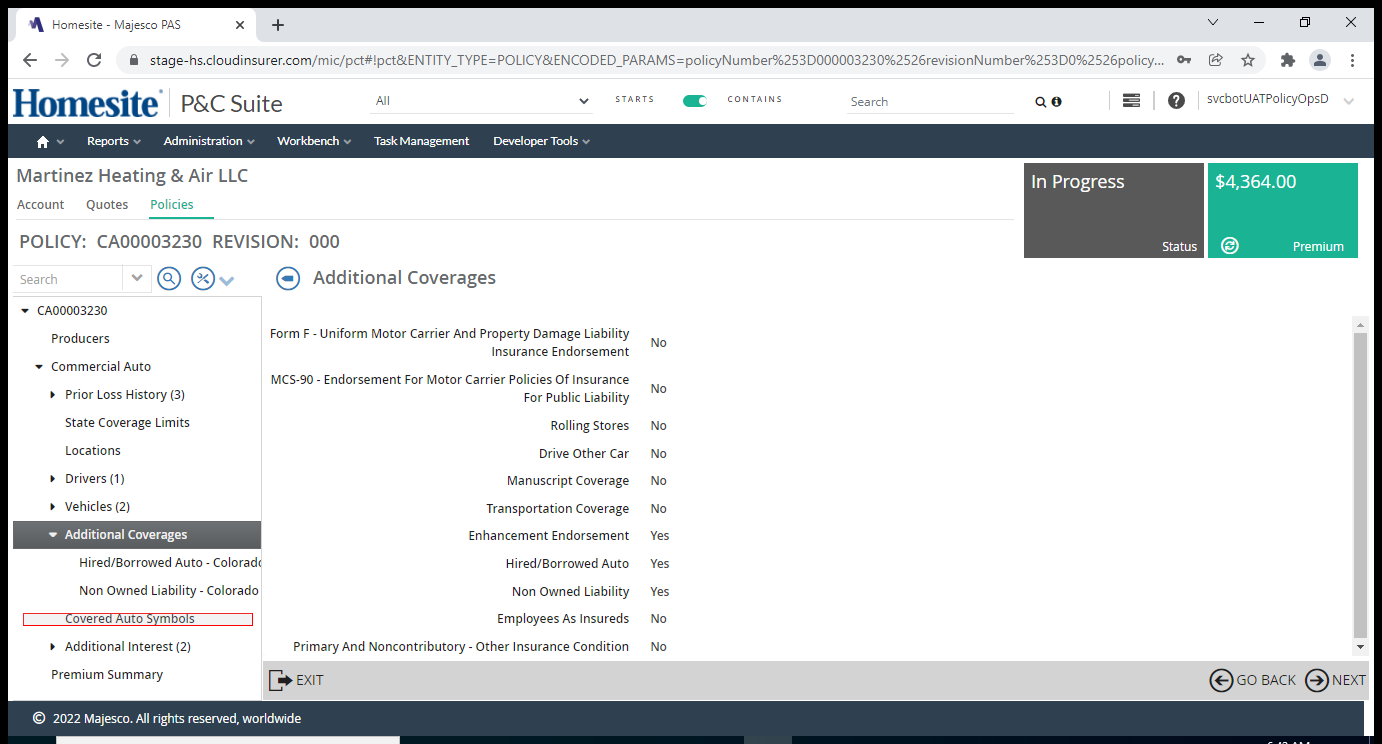 Homesite - Majesco PAS
stage-hs.cloudinsurer.com/mic/pct#!pct&ENTITY_TYPE=POLICY&ENCODED_PARAMS=policyNumber%253D000003230%2526revisionNumber%253D0%2526policy...
Homesite P&C Suite
All
STARTS
CONTAINS
Search
svcbotUATPolicyOpsD
Reports
Administration
Workbench
Task Management
Developer Tools
Martinez Heating & Air LLC
Account
Quotes
Policies
In Progress
Status
$4,364.00
Premium
POLICY: CA00003230 REVISION: 000
Search
CA00003230
Producers
Commercial Auto
Prior Loss History (3)
State Coverage Limits
Locations
Drivers (1)
Vehicles (2)
Additional Coverages
Hired/Borrowed Auto - Colorado
Non Owned Liability - Colorado
Covered Auto Symbols
Additional Interest (2)
Premium Summary
Additional Coverages
Form F - Uniform Motor Carrier And Property Damage Liability
Insurance Endorsement No
MCS-90 - Endorsement For Motor Carrier Policies Of Insurance
For Public Liability No
Rolling Stores No
Drive Other Car No
Manuscript Coverage No
Transportation Coverage No
Enhancement Endorsement Yes
Hired/Borrowed Auto Yes
Non Owned Liability Yes
Employees As Insureds No
Primary And Noncontributory - Other Insurance Condition No
EXIT
GO BACK
NEXT
© 2022 Majesco. All rights reserved, worldwide